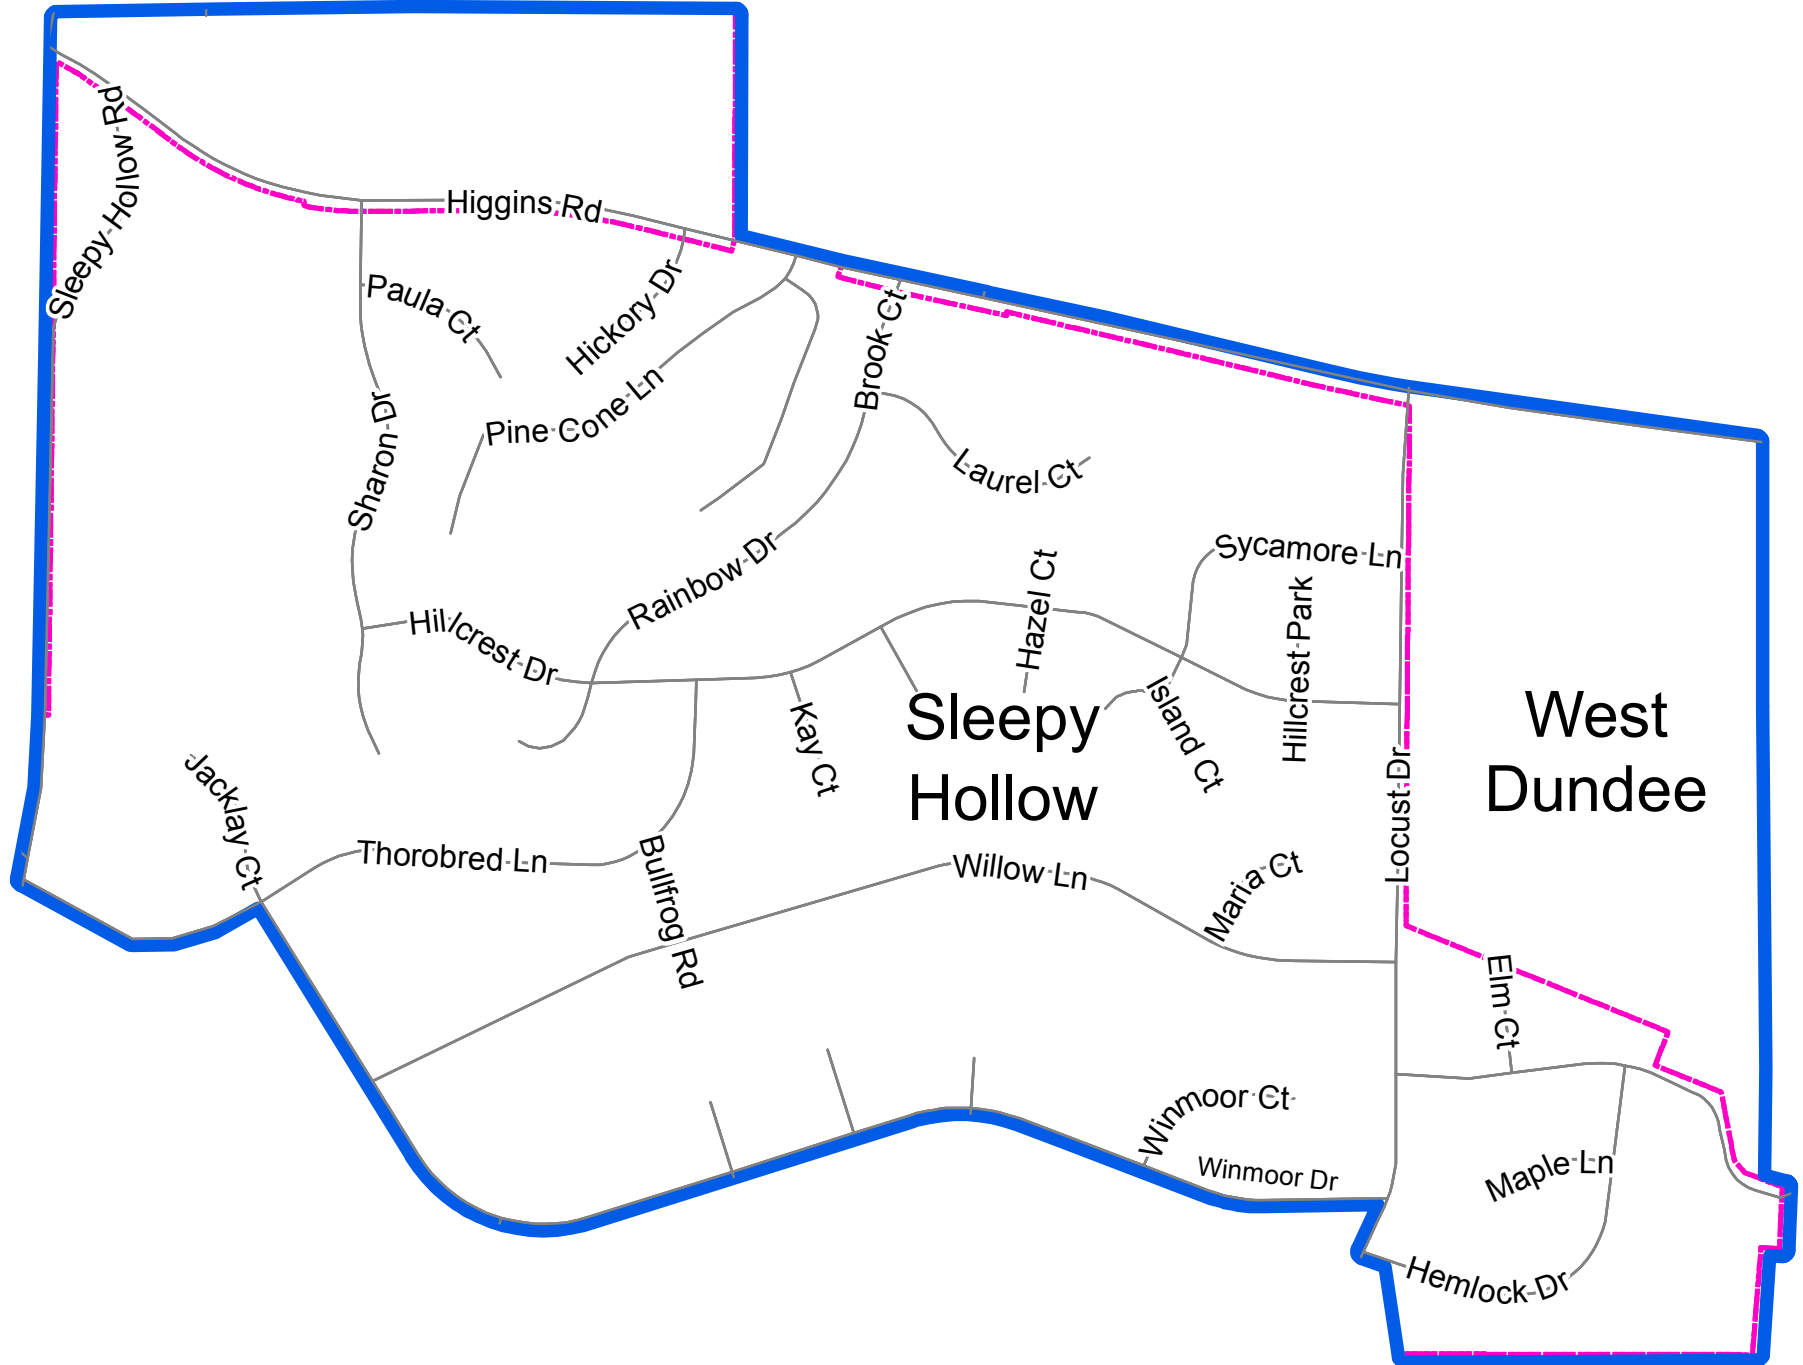 Sleepy Hollow Rd
Higgins Rd
Paula Ct
Hickory Dr
Brook Ct
Pine Cone Ln
Sharon Dr
Laurel Ct
Rainbow Dr
Sycamore Ln
Hillcrest Dr
Hazel Ct
Hillcrest Park
Kay Ct
Sleepy
Hollow
Island Ct
West
Dundee
Jacklay Ct
Thorobred Ln
Bullfrog Rd
Willow Ln
Maria Ct
Locust Dr
Elm Ct
Winmoor Ct
Winmoor Dr
Maple Ln
Hemlock Dr